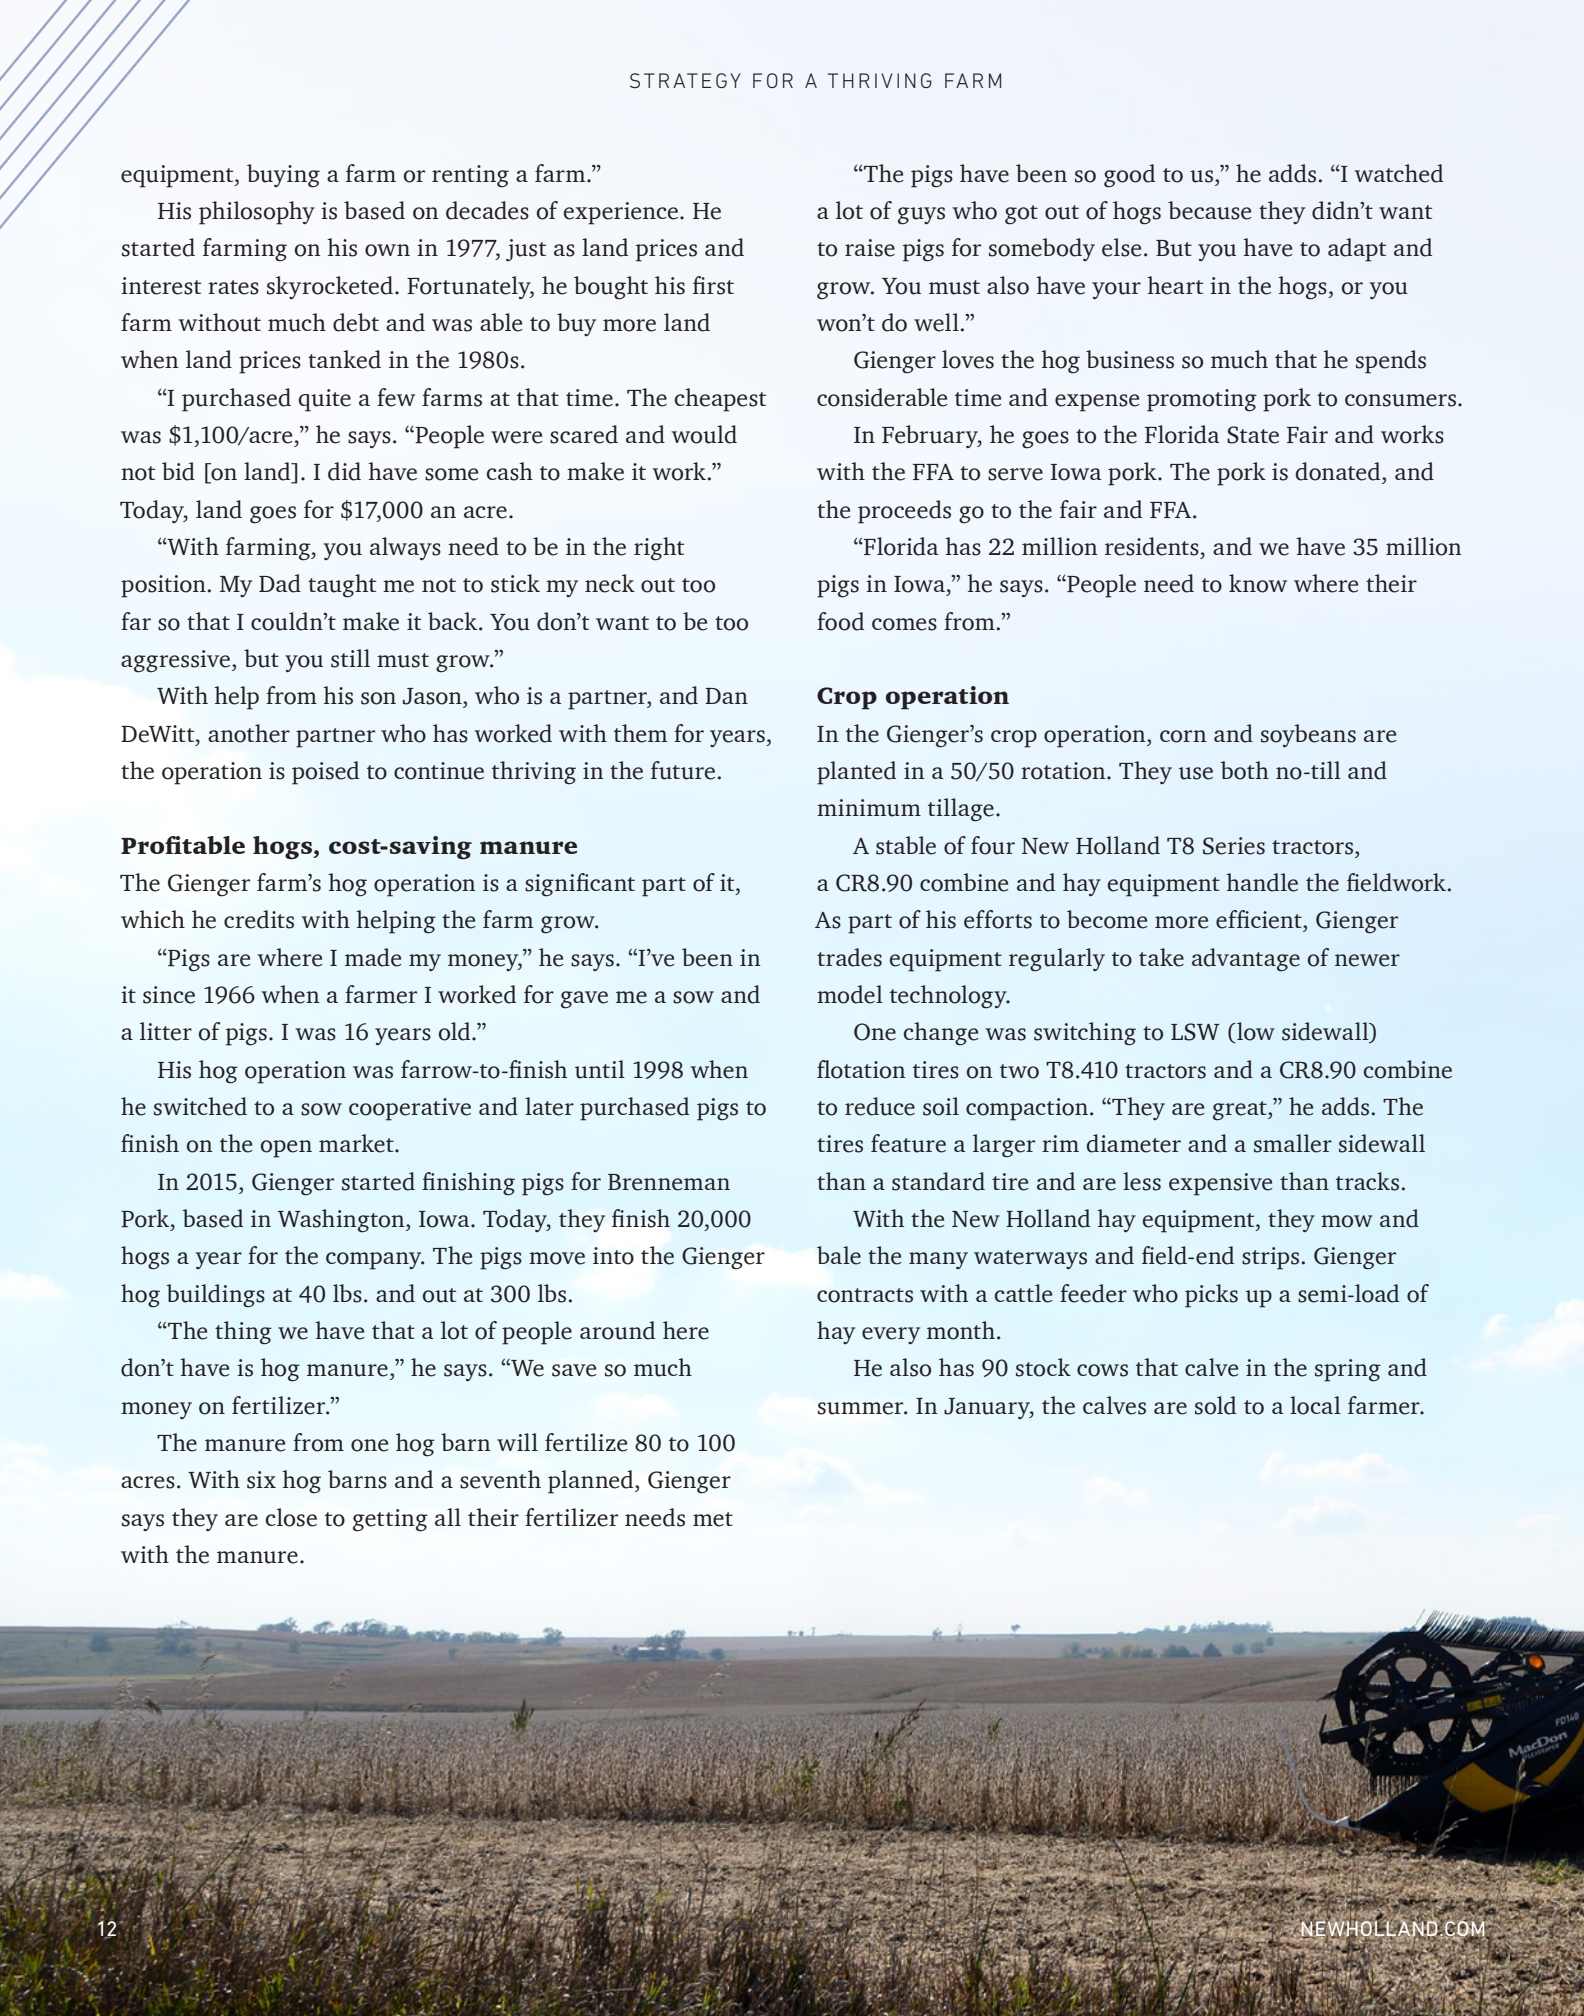 STRATEGY FOR A THRIVING FARM
equipment, buying a farm or renting a farm.”
His philosophy is based on decades of experience. He
started farming on his own in 1977, just as land prices and
interest rates skyrocketed. Fortunately, he bought his first
farm without much debt and was able to buy more land
when land prices tanked in the 1980s.
“I purchased quite a few farms at that time. The cheapest
was $1,100/acre,” he says. “People were scared and would
not bid [on land]. I did have some cash to make it work.”
Today, land goes for $17,000 an acre.
“With farming, you always need to be in the right
position. My Dad taught me not to stick my neck out too
far so that I couldn’t make it back. You don’t want to be too
aggressive, but you still must grow.”
With help from his son Jason, who is a partner, and Dan
DeWitt, another partner who has worked with them for years,
the operation is poised to continue thriving in the future.
Profitable hogs, cost-saving manure
The Gienger farm’s hog operation is a significant part of it,
which he credits with helping the farm grow.
“Pigs are where I made my money,” he says. “I’ve been in
it since 1966 when a farmer I worked for gave me a sow and
a litter of pigs. I was 16 years old.”
His hog operation was farrow-to-finish until 1998 when
he switched to a sow cooperative and later purchased pigs to
finish on the open market.
In 2015, Gienger started finishing pigs for Brenneman
Pork, based in Washington, Iowa. Today, they finish 20,000
hogs a year for the company. The pigs move into the Gienger
hog buildings at 40 lbs. and out at 300 lbs.
“The thing we have that a lot of people around here
don’t have is hog manure,” he says. “We save so much
money on fertilizer.”
The manure from one hog barn will fertilize 80 to 100
acres. With six hog barns and a seventh planned, Gienger
says they are close to getting all their fertilizer needs met
with the manure.
“The pigs have been so good to us,” he adds. “I watched
a lot of guys who got out of hogs because they didn’t want
to raise pigs for somebody else. But you have to adapt and
grow. You must also have your heart in the hogs, or you
won’t do well.”
Gienger loves the hog business so much that he spends
considerable time and expense promoting pork to consumers.
In February, he goes to the Florida State Fair and works
with the FFA to serve Iowa pork. The pork is donated, and
the proceeds go to the fair and FFA.
“Florida has 22 million residents, and we have 35 million
pigs in Iowa,” he says. “People need to know where their
food comes from.”
Crop operation
In the Gienger’s crop operation, corn and soybeans are
planted in a 50/50 rotation. They use both no-till and
minimum tillage.
A stable of four New Holland T8 Series tractors,
a CR8.90 combine and hay equipment handle the fieldwork.
As part of his efforts to become more efficient, Gienger
trades equipment regularly to take advantage of newer
model technology.
One change was switching to LSW (low sidewall)
flotation tires on two T8.410 tractors and a CR8.90 combine
to reduce soil compaction. “They are great,” he adds. The
tires feature a larger rim diameter and a smaller sidewall
than a standard tire and are less expensive than tracks.
With the New Holland hay equipment, they mow and
bale the many waterways and field-end strips. Gienger
contracts with a cattle feeder who picks up a semi-load of
hay every month.
He also has 90 stock cows that calve in the spring and
summer. In January, the calves are sold to a local farmer.
FD140
MacDon
FLEXDRAPER
12
NEWHOLLAND.COM